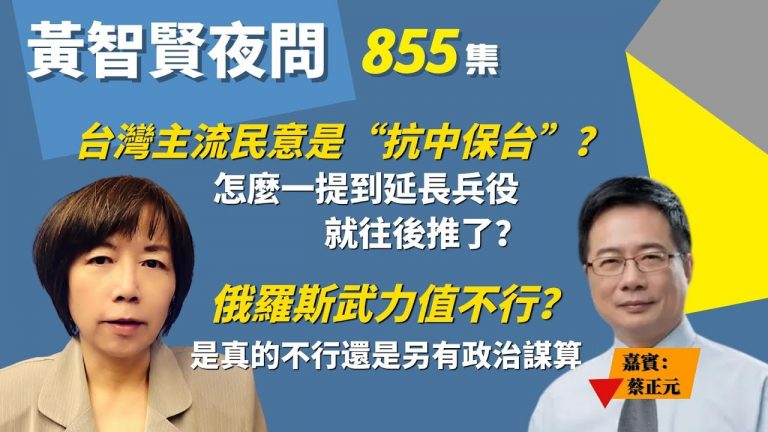 黃智賢夜問 855集
台灣主流民意是“抗中保台”？
怎麼一提到延長兵役
就往後推了？
俄羅斯武力值不行？
是真的不行還是另有政治謀算
嘉賓：
蔡正元